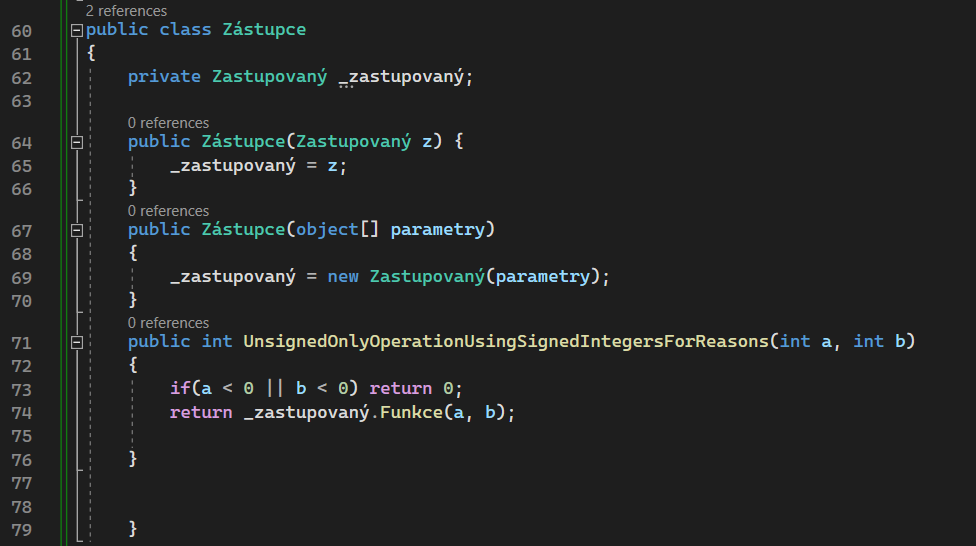 2 references
60 public class Zástupce
61 {
62 private Zastupovaný _zastupovaný;
63
0 references
64 public Zástupce(Zastupovaný z) {
65 _zastupovaný = z;
66 }
0 references
67 public Zástupce(object[] parametry)
68 {
69 _zastupovaný = new Zastupovaný(parametry);
70 }
0 references
71 public int UnsignedOnlyOperationUsingSignedIntegersForReasons(int a, int b)
72 {
73 if(a < 0 || b < 0) return 0;
74 return _zastupovaný.Funkce(a, b);
75
76 }
77
78
79 }